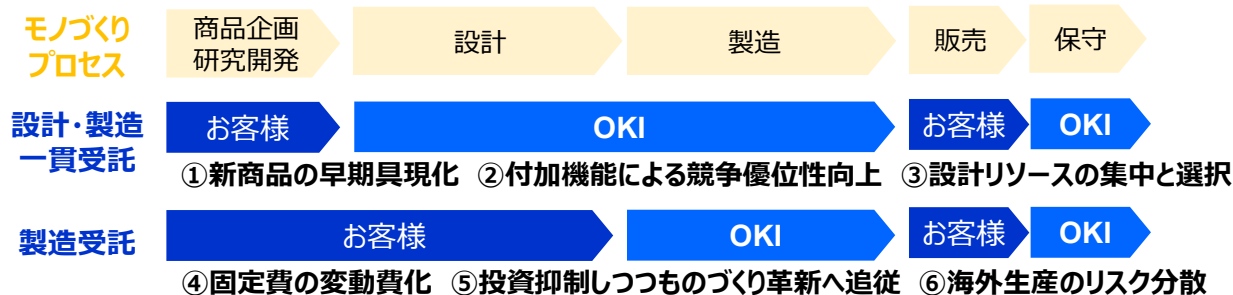 モノづくり
プロセス
商品企画
研究開発
設計
製造
販売
保守
設計・製造
一貫受託
お客様
OKI
お客様
OKI
①新商品の早期具現化 ②付加機能による競争優位性向上 ③設計リソースの集中と選択
製造受託
お客様
OKI
お客様
OKI
④固定費の変動費化 ⑤投資抑制しつつものづくり革新へ追従 ⑥海外生産のリスク分散